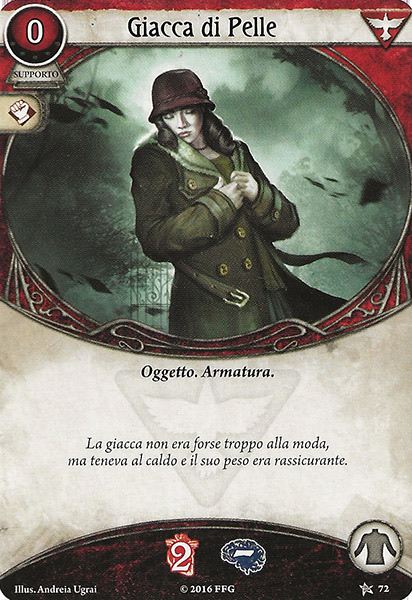 Giacca di Pelle
0
SUPPORTO
Oggetto. Armatura.
La giacca non era forse troppo alla moda,
ma teneva al caldo e il suo peso era rassicurante.
2 –
Illus. Andreia Ugrai © 2016 FFG 72